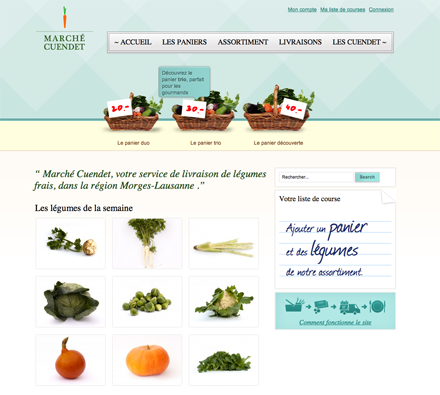 Mon compte Ma liste de courses Connexion
MARCHÉ
CUENDET
~ ACCUEIL LES PANIERS ASSORTIMENT LIVRAISONS LES CUENDET ~
Découvrez
le panier trio, parfait
pour les
gourmands
20.- 30.- 40.-
Le panier duo Le panier trio Le panier découverte
“ Marché Cuendet, votre service de livraison de légumes
frais, dans la région Morges-Lausanne .”
Rechercher... Search
Votre liste de course
Ajouter un panier
et des légumes
de notre assortiment.
Les légumes de la semaine
Comment fonctionne le site